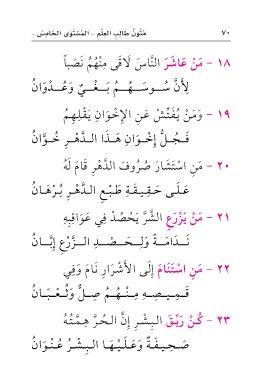 ٧٠ مُتُونُ طَالِبِ العِلْمِ - المُسْتَوَى الخَامِسُ -
١٨ - مَنْ عَاشَرَ النَّاسَ لَاقَى مِنْهُمُ نَصَبًا
لِأَنَّ سُوسَهُمُ بَغْيٌ وَعُدْوَانُ
١٩ - وَمَنْ يُفَتِّشْ عَنِ الإِخْوَانِ يَقْلِهِمُ
فَجُلُّ إِخْوَانِ هَذَا الدَّهْرِ خُوَّانُ
٢٠ - مَنِ اسْتَشَارَ صُرُوفَ الدَّهْرِ قَامَ لَهُ
عَلَى حَقِيقَةِ طَبْعِ الدَّهْرِ بُرْهَانُ
٢١ - مَنْ يَزْرَعِ الشَّرَّ يَحْصُدْ فِي عَوَاقِبِهِ
نَدَامَةً وَلِحَصْدِ الزَّرْعِ إِبَّانُ
٢٢ - مَنِ اسْتَنَامَ إِلَى الأَشْرَارِ نَامَ وَفِي
قَمِيصِهِ مِنْهُمُ صِلٌّ وَثُعْبَانُ
٢٣ - كُنْ رَيِّقَ البِشْرِ إِنَّ الحُرَّ هِمَّتُهُ
صَحِيفَةٌ وَعَلَيْهَا البِشْرُ عُنْوَانُ